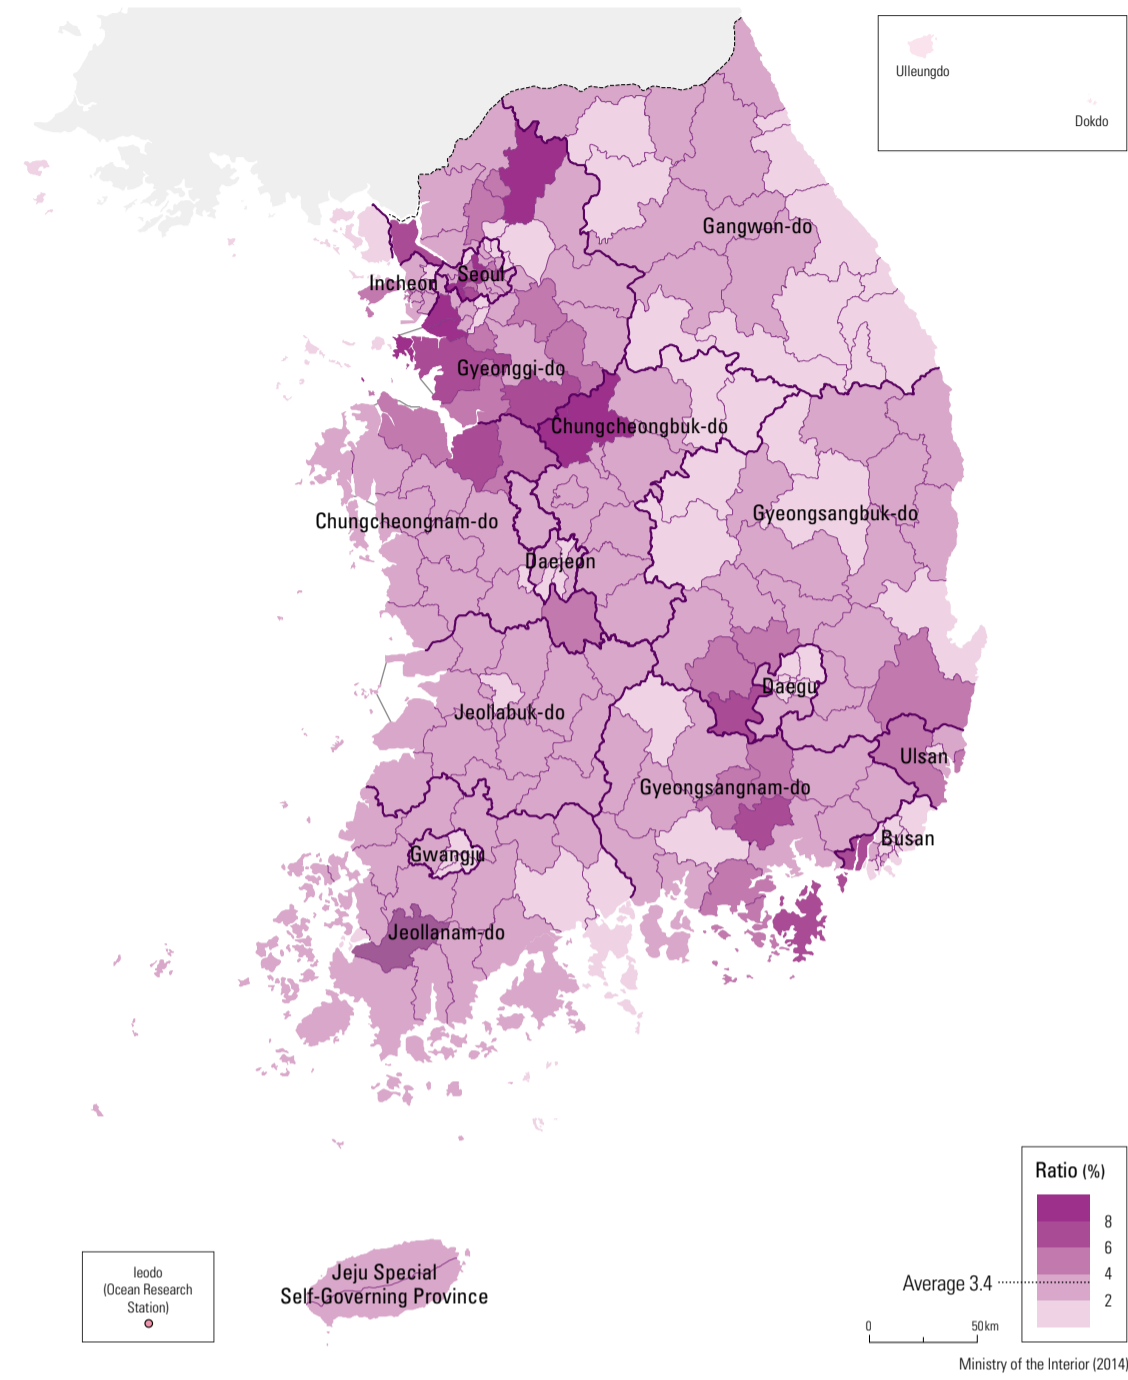 Ulleungdo
Dokdo
Gangwon-do
Seoul
Incheon
Gyeonggi-do
Chungcheongbuk-do
Gyeongsangbuk-do
Chungcheongnam-do
Daejeon
Daegu
Jeollabuk-do
Ulsan
Gyeongsangnam-do
Busan
Gwangju
Jeollanam-do
Ratio (%)
8
6
4
2
Average 3.4
Ieodo
(Ocean Research
Station)
Jeju Special
Self-Governing Province
0
50km
Ministry of the Interior (2014)